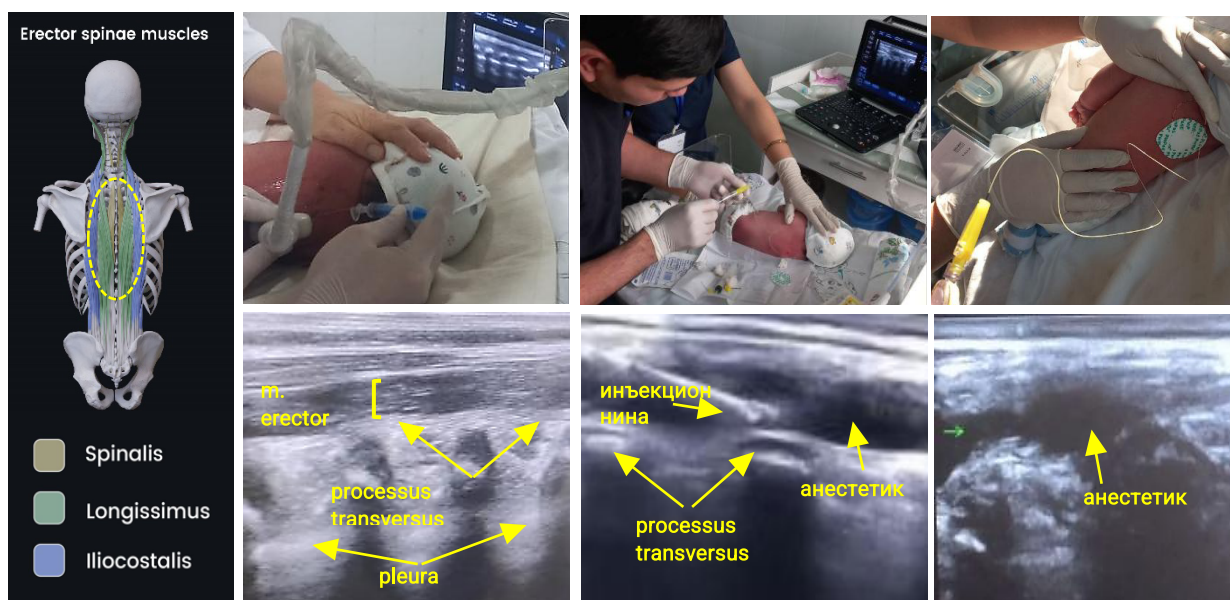 Erector spinae muscles
Spinalis
Longissimus
Iliocostalis
m.
erector
processus
transversus
pleura
инъекцион
нина
processus
transversus
анестетик
анестетик